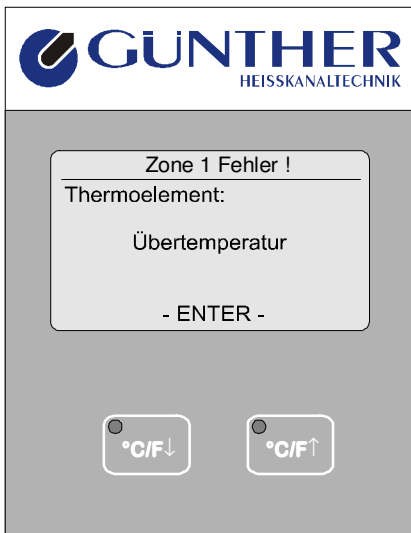 GÜNTHER
HEISSKANALTECHNIK
Zone 1 Fehler !
Thermoelement:
Übertemperatur
- ENTER -
°C/F↓ °C/F↑